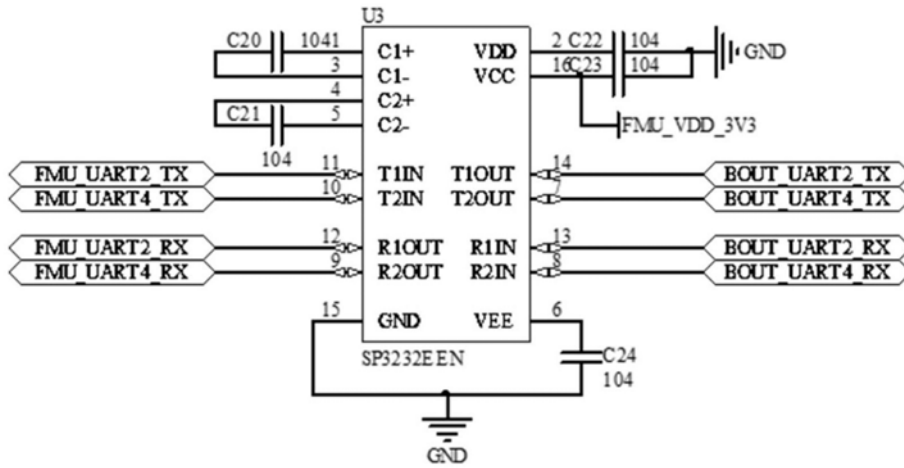 U3
C20 1041 C1+ VDD 2 C22 104 GND
3 C1- VCC 16 C23 104
4 C2+
C21 5 C2- FMU_VDD_3V3
104
FMU_UART2_TX 11 T1IN T1OUT 14 BOUT_UART2_TX
FMU_UART4_TX 10 T2IN T2OUT 7 BOUT_UART4_TX
FMU_UART2_RX 12 R1OUT R1IN 13 BOUT_UART2_RX
FMU_UART4_RX 9 R2OUT R2IN 8 BOUT_UART4_RX
15 GND VEE 6
SP3232EEN C24
104
GND